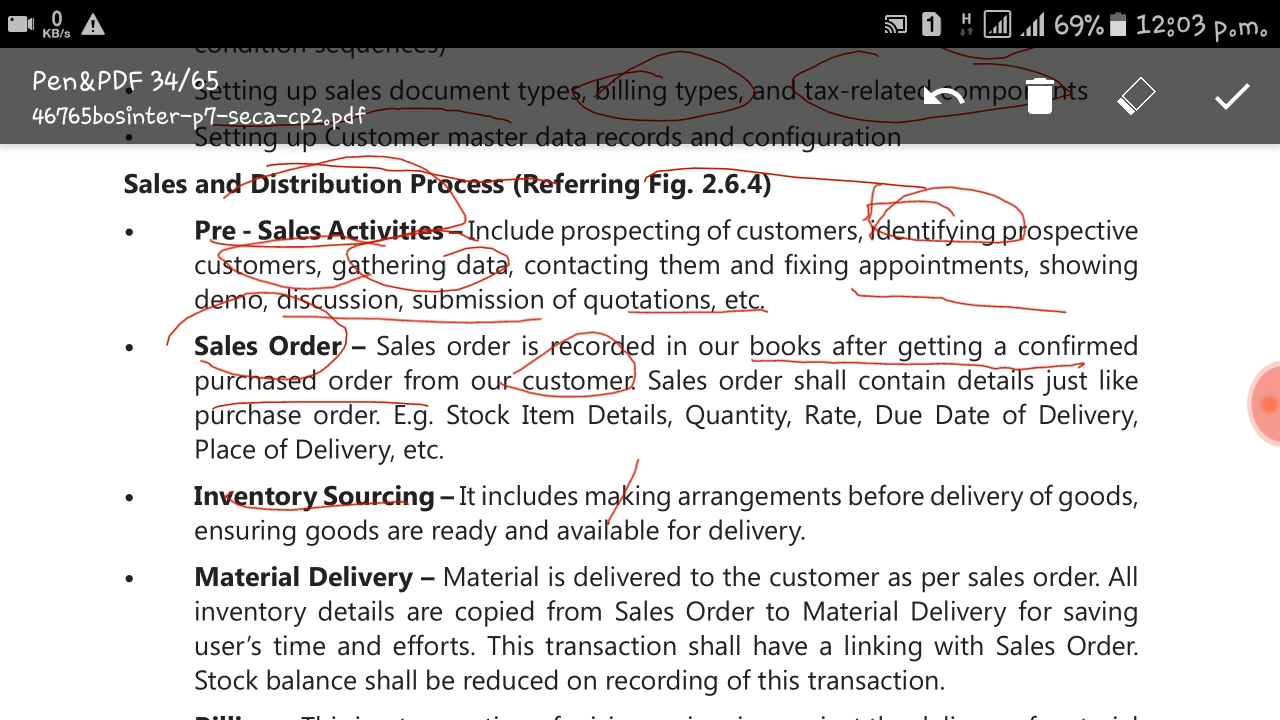 0
KB/s
1
H
69%
12:03 p.m.
condition sequences)
Pen&PDF 34/65
46765bosinter-p7-seca-cp2.pdf
• Setting up sales document types, billing types, and tax-related components
• Setting up Customer master data records and configuration
Sales and Distribution Process (Referring Fig. 2.6.4)
• Pre - Sales Activities – Include prospecting of customers, identifying prospective
customers, gathering data, contacting them and fixing appointments, showing
demo, discussion, submission of quotations, etc.
• Sales Order – Sales order is recorded in our books after getting a confirmed
purchased order from our customer. Sales order shall contain details just like
purchase order. E.g. Stock Item Details, Quantity, Rate, Due Date of Delivery,
Place of Delivery, etc.
• Inventory Sourcing – It includes making arrangements before delivery of goods,
ensuring goods are ready and available for delivery.
• Material Delivery – Material is delivered to the customer as per sales order. All
inventory details are copied from Sales Order to Material Delivery for saving
user's time and efforts. This transaction shall have a linking with Sales Order.
Stock balance shall be reduced on recording of this transaction.